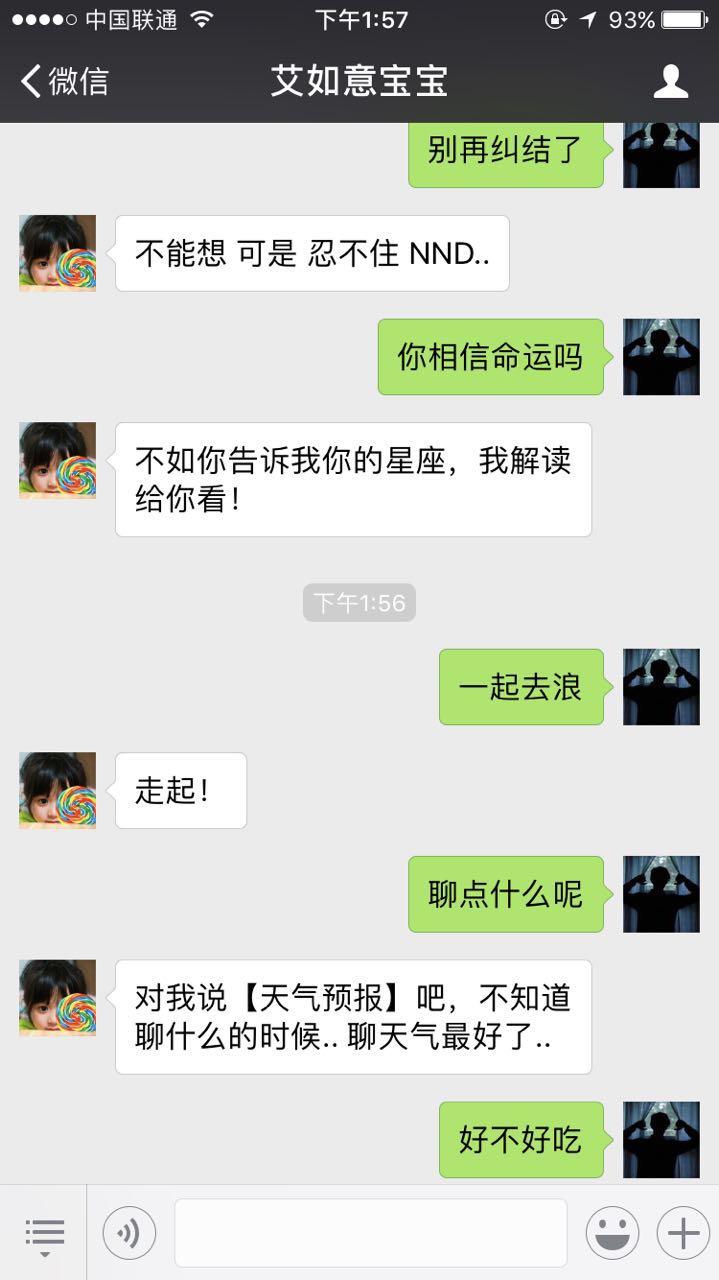 中国联通 下午1:57 93%
微信 艾如意宝宝
别再纠结了
不能想 可是 忍不住 NND..
你相信命运吗
不如你告诉我你的星座，我解读
给你看！
下午1:56
一起去浪
走起！
聊点什么呢
对我说【天气预报】吧，不知道
聊什么的时候.. 聊天气最好了..
好不好吃